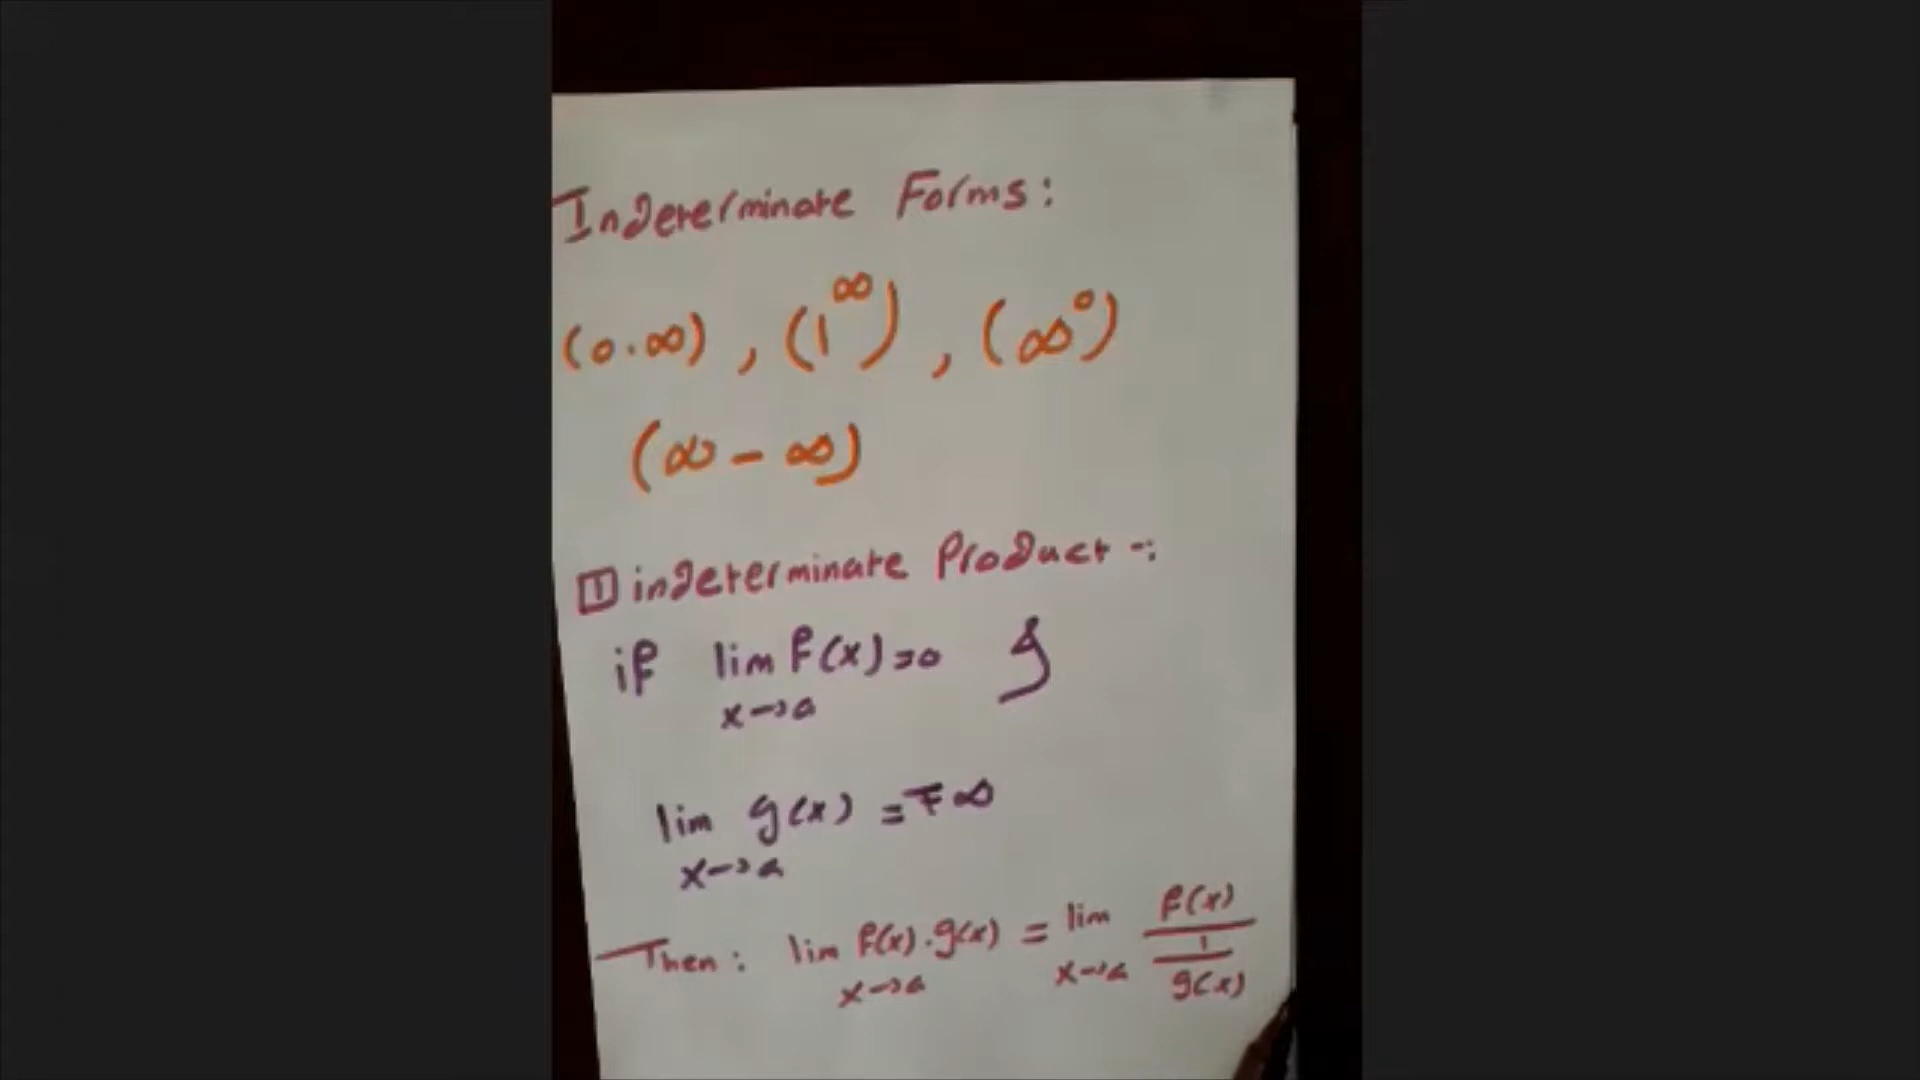 Indeterminate Forms:
(0.∞), (1^∞), (∞^0)
(∞ - ∞)
1 indeterminate Product -:
if lim f(x)=0 &
x→a
lim g(x) = ∓∞
x→a
Then: lim f(x).g(x) = lim f(x) / (1 / g(x))
x→a x→a